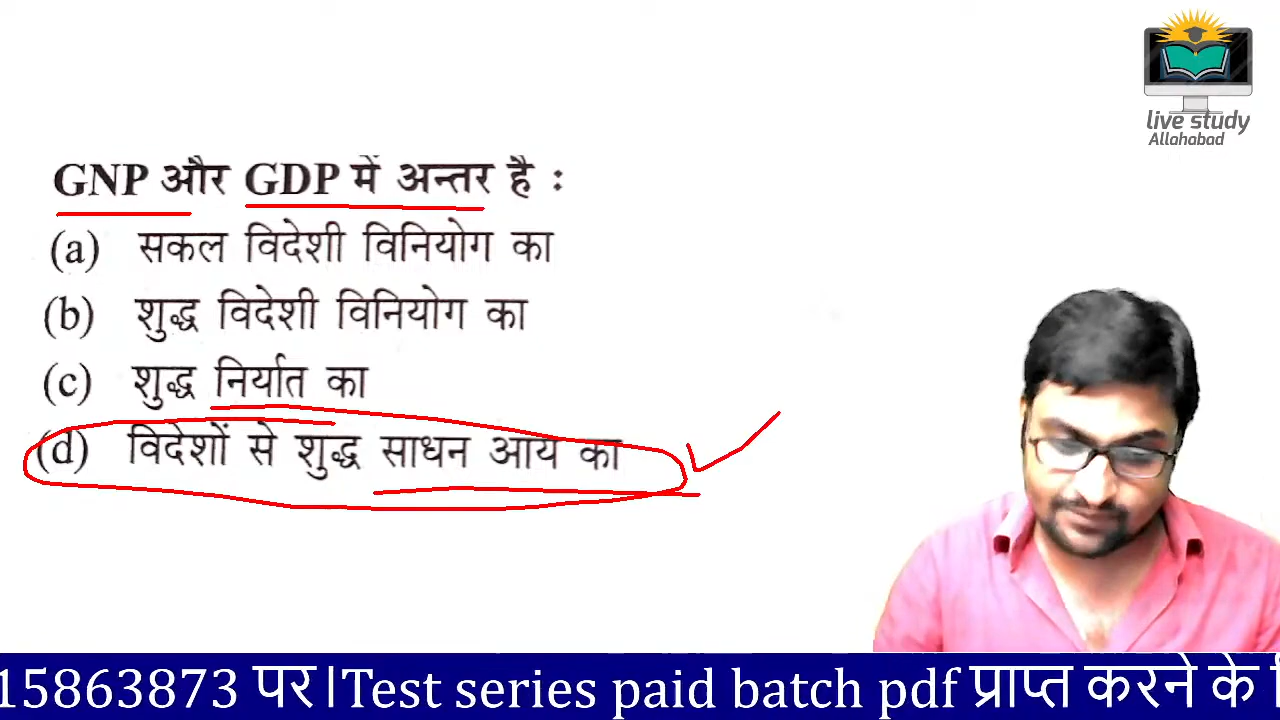 live study
Allahabad
GNP और GDP में अन्तर है :
(a) सकल विदेशी विनियोग का
(b) शुद्ध विदेशी विनियोग का
(c) शुद्ध निर्यात का
(d) विदेशों से शुद्ध साधन आय का
15863873 पर।Test series paid batch pdf प्राप्त करने के